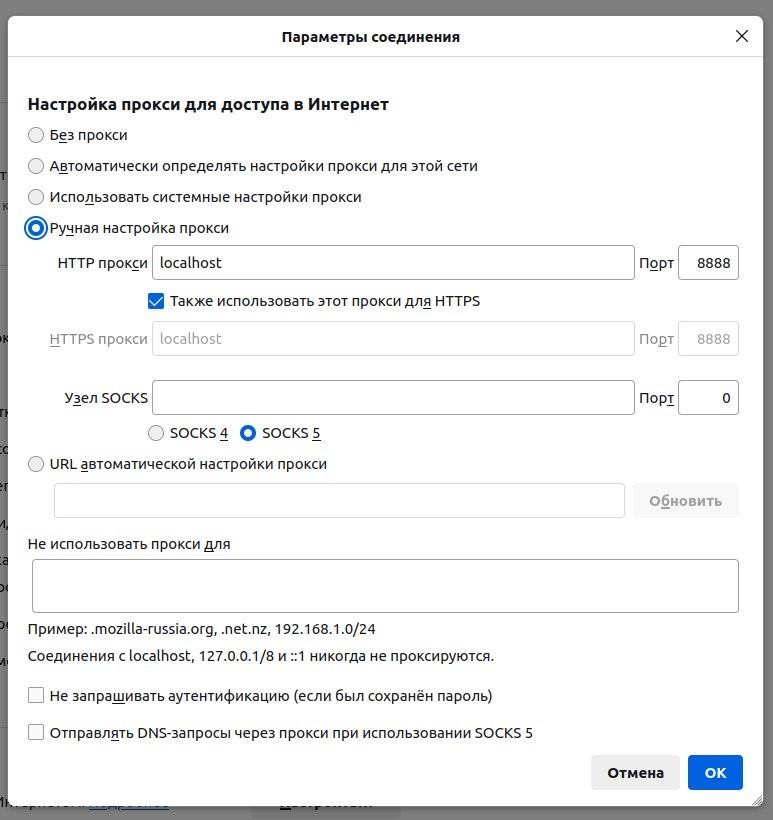 Параметры соединения
Настройка прокси для доступа в Интернет
Без прокси
Автоматически определять настройки прокси для этой сети
Использовать системные настройки прокси
Ручная настройка прокси
HTTP прокси localhost Порт 8888
Также использовать этот прокси для HTTPS
HTTPS прокси localhost Порт 8888
Узел SOCKS Порт 0
SOCKS 4 SOCKS 5
URL автоматической настройки прокси
Обновить
Не использовать прокси для
Пример: .mozilla-russia.org, .net.nz, 192.168.1.0/24
Соединения с localhost, 127.0.0.1/8 и ::1 никогда не проксируются.
Не запрашивать аутентификацию (если был сохранён пароль)
Отправлять DNS-запросы через прокси при использовании SOCKS 5
Отмена OK